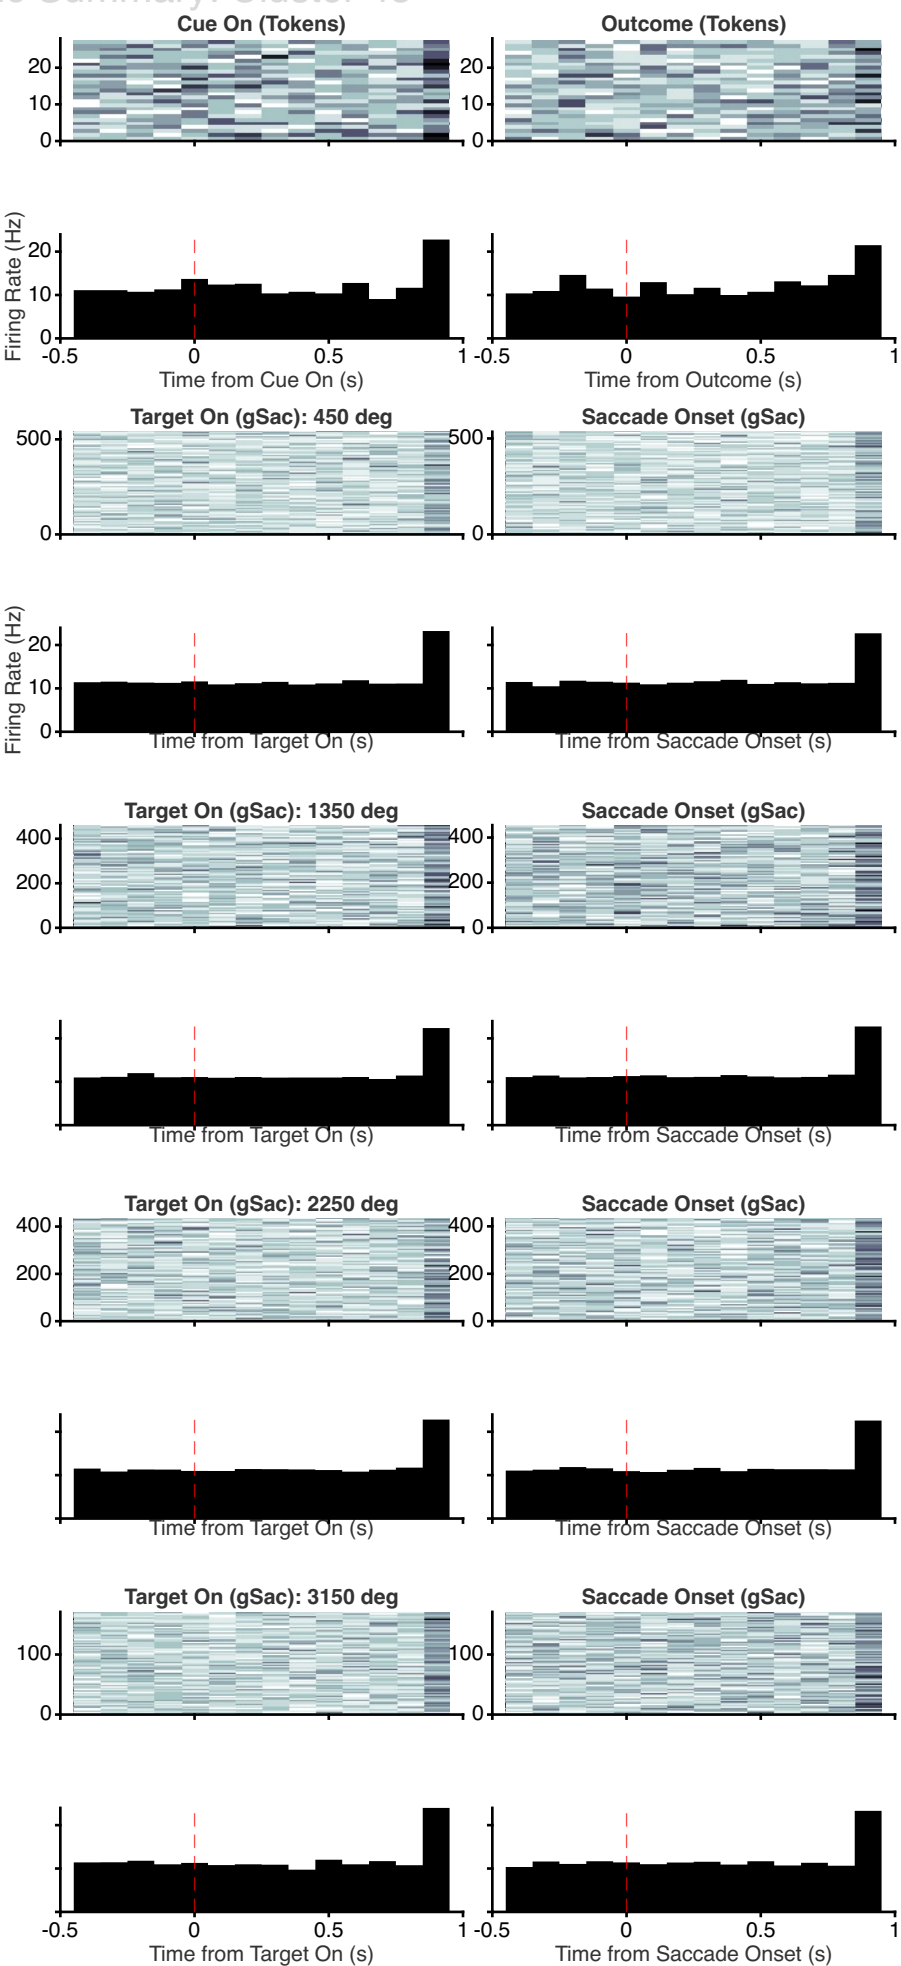 Summary: Cluster
Cue On (Tokens) Outcome (Tokens)
20 20
10 10
0 0
Firing Rate (Hz)
20
10
0
-0.5 0 0.5 1 -0.5 0 0.5 1
Time from Cue On (s) Time from Outcome (s)
Target On (gSac): 450 deg Saccade Onset (gSac)
500 500
0 0
Firing Rate (Hz)
20
10
0
Time from Target On (s) Time from Saccade Onset (s)
Target On (gSac): 1350 deg Saccade Onset (gSac)
400 400
200 200
0 0
Time from Target On (s) Time from Saccade Onset (s)
Target On (gSac): 2250 deg Saccade Onset (gSac)
400 400
200 200
0 0
Time from Target On (s) Time from Saccade Onset (s)
Target On (gSac): 3150 deg Saccade Onset (gSac)
100 100
0 0
-0.5 0 0.5 1 -0.5 0 0.5 1
Time from Target On (s) Time from Saccade Onset (s)